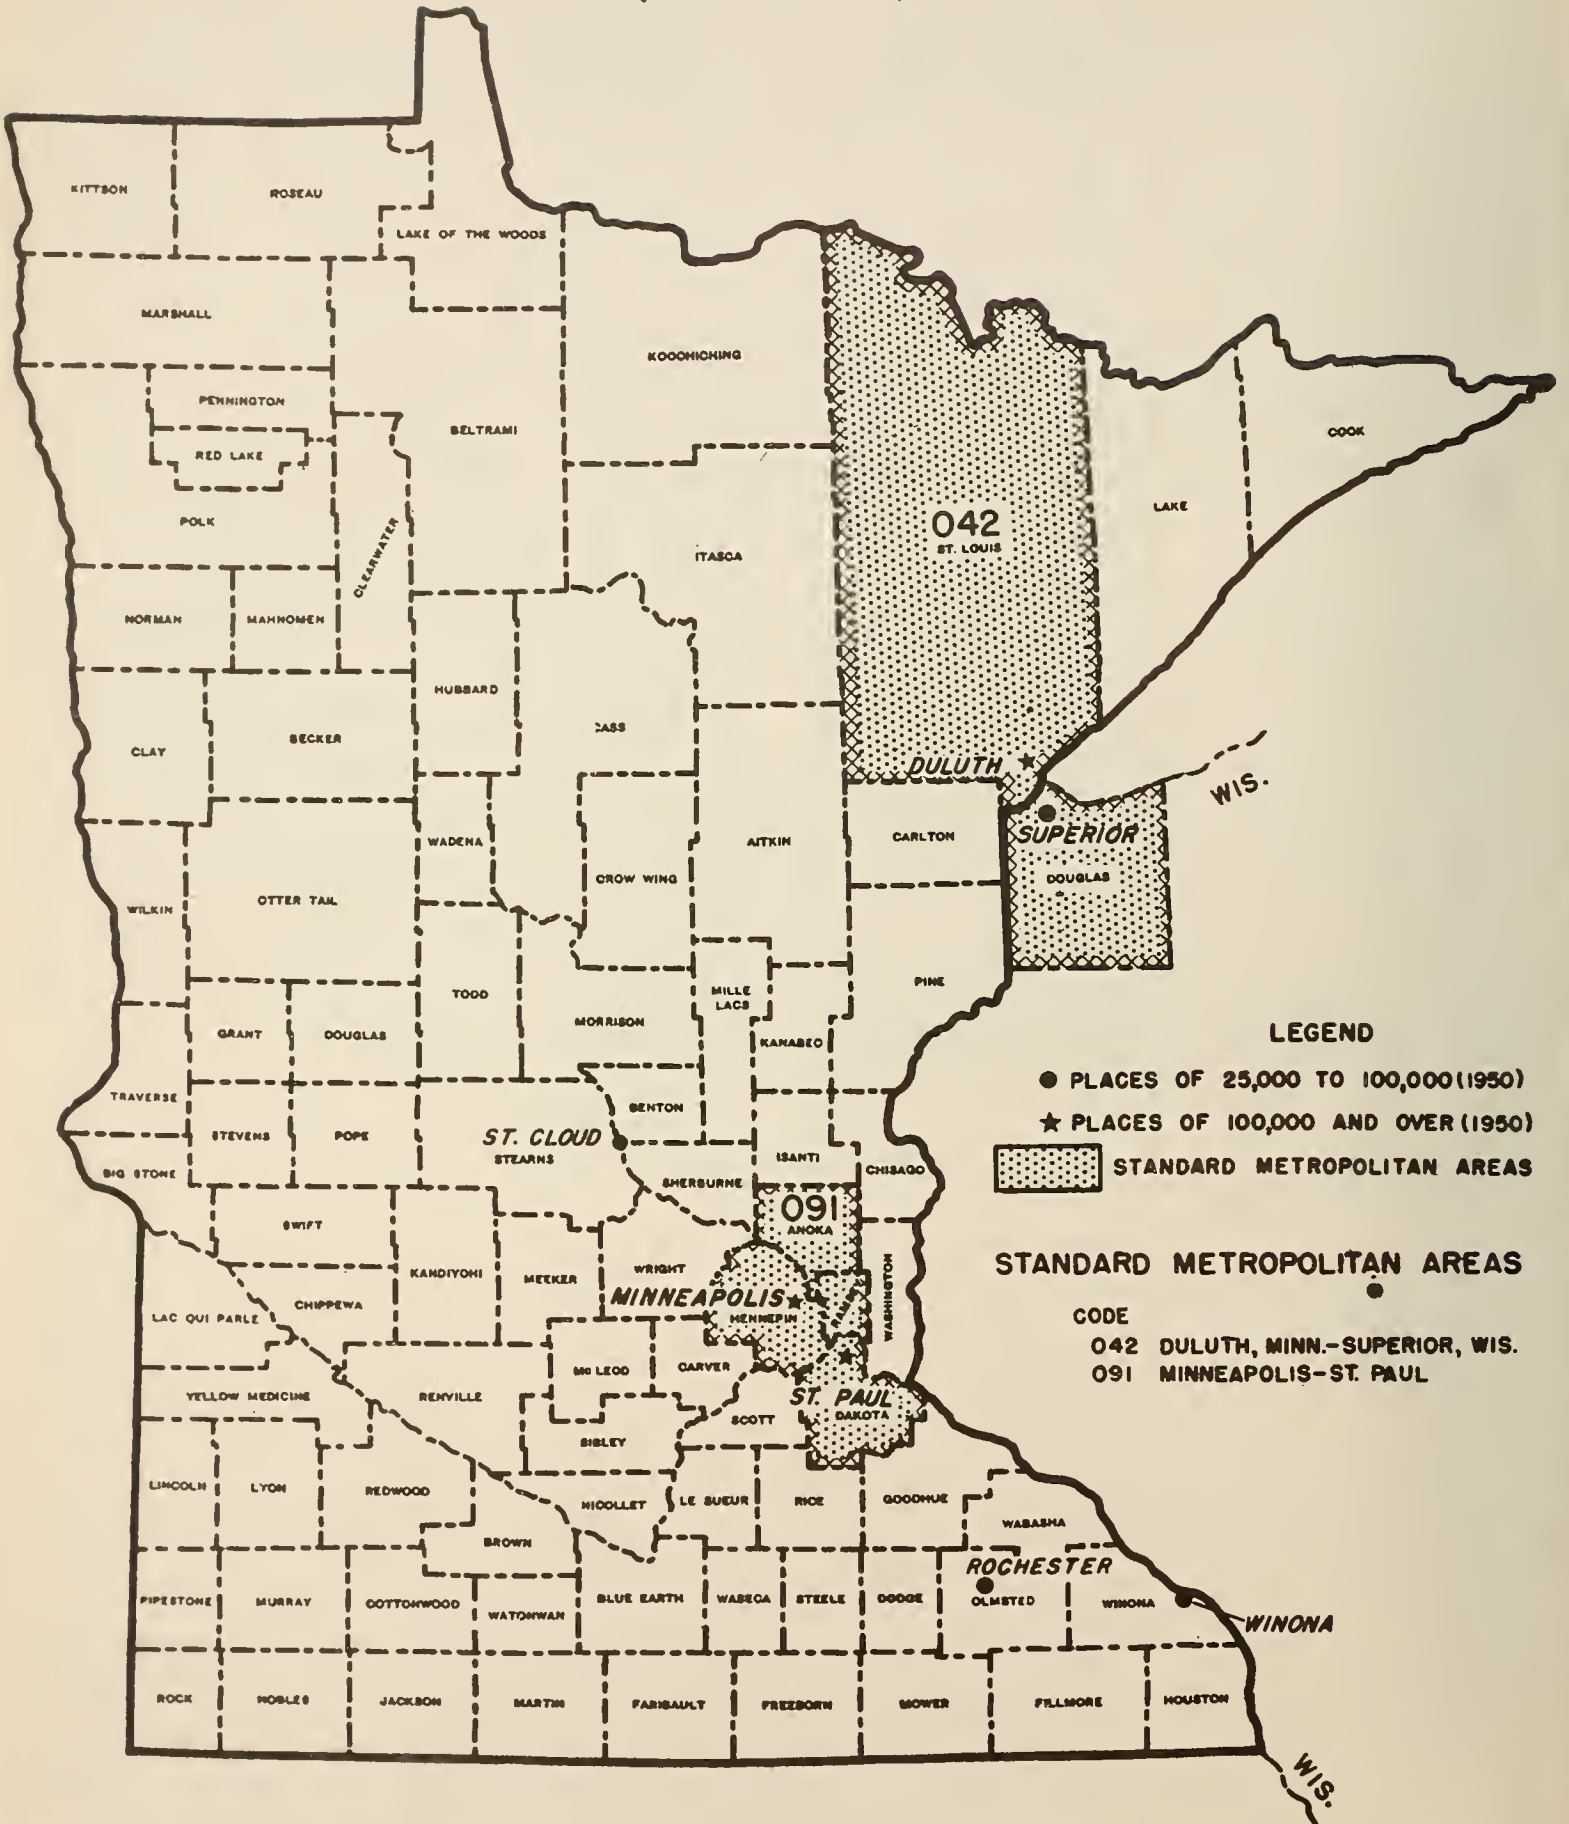 KITTSON
ROSEAU
LAKE OF THE WOODS
MARSHALL
KOOCHICHING
PENNINGTON
BELTRAMI
RED LAKE
COOK
POLK
LAKE
042
ST. LOUIS
CLEARWATER
ITASCA
NORMAN
MAHNOMEN
HUBBARD
CASS
BECKER
CLAY
DULUTH
WIS.
WADENA
AITKIN
CARLTON
SUPERIOR
CROW WING
DOUGLAS
OTTER TAIL
WILKIN
TODD
MILLE
LACS
PINE
MORRISON
GRANT
DOUGLAS
KANABEC
TRAVERSE
BENTON
STEVENS
POPE
ST. CLOUD
STEARNS
ISANTI
CHISAGO
BIG STONE
SHERBURNE
091
ANOKA
SWIFT
KANDIYOHI
MEEKER
WRIGHT
WASHINGTON
MINNEAPOLIS
HENNEPIN
CHIPPEWA
LAC QUI PARLE
MC LEOD
CARVER
YELLOW MEDICINE
RENVILLE
ST. PAUL
DAKOTA
SCOTT
SIBLEY
LINCOLN
LYON
REDWOOD
NICOLLET
LE SUEUR
RICE
GOODHUE
WABASHA
BROWN
ROCHESTER
OLMSTED
PIPESTONE
MURRAY
COTTONWOOD
WATONWAN
BLUE EARTH
WASECA
STEELE
DODGE
WINONA
WINONA
ROCK
NOBLES
JACKSON
MARTIN
FARIBAULT
FREEBORN
MOWER
FILLMORE
HOUSTON
WIS.
LEGEND
PLACES OF 25,000 TO 100,000 (1950)
PLACES OF 100,000 AND OVER (1950)
STANDARD METROPOLITAN AREAS
STANDARD METROPOLITAN AREAS
CODE
042 DULUTH, MINN.-SUPERIOR, WIS.
091 MINNEAPOLIS-ST. PAUL